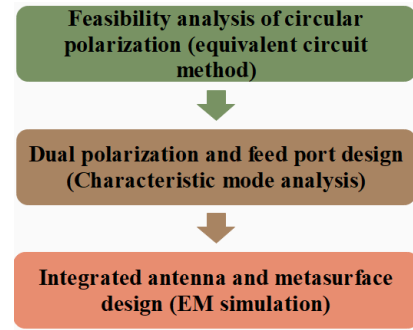 Feasibility analysis of circular
polarization (equivalent circuit
method)
Dual polarization and feed port design
(Characteristic mode analysis)
Integrated antenna and metasurface
design (EM simulation)